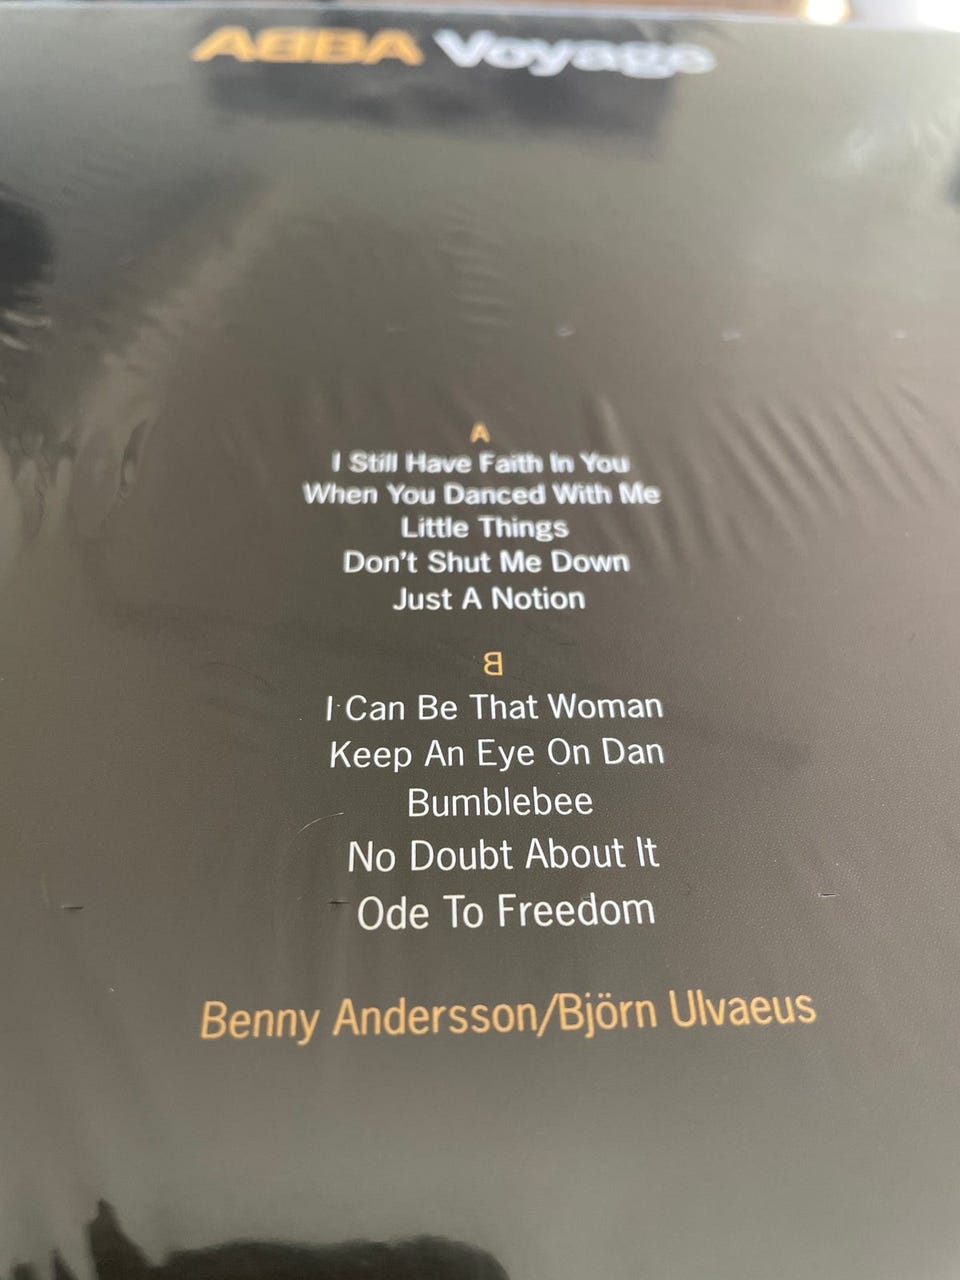 ABBA Voyage
A
I Still Have Faith In You
When You Danced With Me
Little Things
Don't Shut Me Down
Just A Notion
B
I Can Be That Woman
Keep An Eye On Dan
Bumblebee
No Doubt About It
Ode To Freedom
Benny Andersson/Björn Ulvaeus